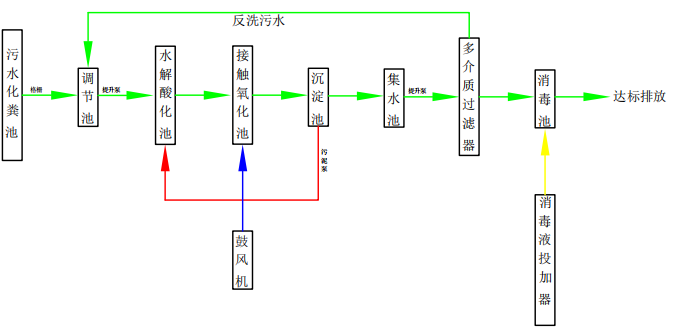 反洗污水
污水化粪池
格栅
调节池
提升泵
水解酸化池
接触氧化池
沉淀池
污泥泵
集水池
提升泵
多介质过滤器
消毒池
达标排放
鼓风机
消毒液投加器